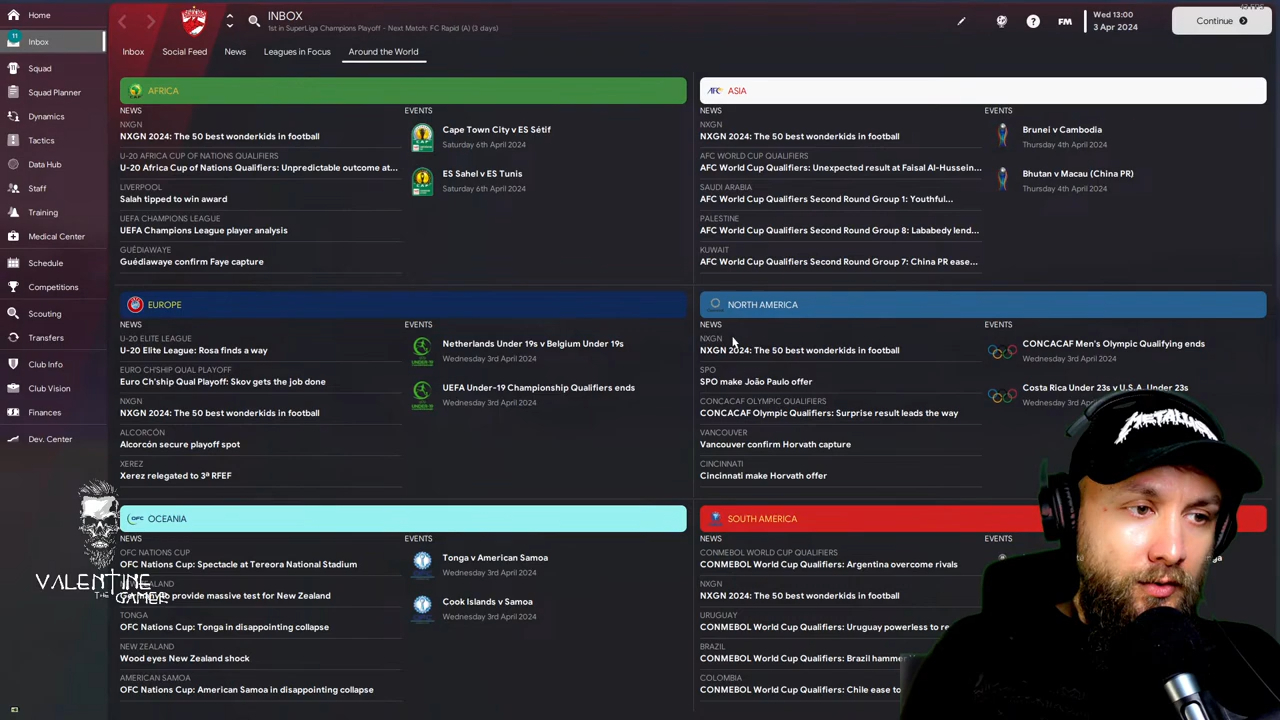 Home
11
Inbox
Squad
Squad Planner
Dynamics
Tactics
Data Hub
Staff
Training
Medical Center
Schedule
Competitions
Scouting
Transfers
Club Info
Club Vision
Finances
Dev. Center
INBOX
1st in SuperLiga Champions Playoff - Next Match: FC Rapid (A) (3 days)
FM
Wed 13:00
3 Apr 2024
Continue
Inbox
Social Feed
News
Leagues in Focus
Around the World
AFRICA
NEWS
NXGN
NXGN 2024: The 50 best wonderkids in football
U-20 AFRICA CUP OF NATIONS QUALIFIERS
U-20 Africa Cup of Nations Qualifiers: Unpredictable outcome at...
LIVERPOOL
Salah tipped to win award
UEFA CHAMPIONS LEAGUE
UEFA Champions League player analysis
GUÉDIAWAYE
Guédiawaye confirm Faye capture
EVENTS
Cape Town City v ES Sétif
Saturday 6th April 2024
ES Sahel v ES Tunis
Saturday 6th April 2024
AFC
ASIA
NEWS
NXGN
NXGN 2024: The 50 best wonderkids in football
AFC WORLD CUP QUALIFIERS
AFC World Cup Qualifiers: Unexpected result at Faisal Al-Hussein...
SAUDI ARABIA
AFC World Cup Qualifiers Second Round Group 1: Youthful...
PALESTINE
AFC World Cup Qualifiers Second Round Group 8: Lababedy lend...
KUWAIT
AFC World Cup Qualifiers Second Round Group 7: China PR ease...
EVENTS
Brunei v Cambodia
Thursday 4th April 2024
Bhutan v Macau (China PR)
Thursday 4th April 2024
EUROPE
NEWS
U-20 ELITE LEAGUE
U-20 Elite League: Rosa finds a way
EURO CH'SHIP QUAL PLAYOFF
Euro Ch'ship Qual Playoff: Skov gets the job done
NXGN
NXGN 2024: The 50 best wonderkids in football
ALCORCÓN
Alcorcón secure playoff spot
XEREZ
Xerez relegated to 3ª RFEF
EVENTS
Netherlands Under 19s v Belgium Under 19s
Wednesday 3rd April 2024
UEFA Under-19 Championship Qualifiers ends
Wednesday 3rd April 2024
NORTH AMERICA
NEWS
NXGN
NXGN 2024: The 50 best wonderkids in football
SPO
SPO make João Paulo offer
CONCACAF OLYMPIC QUALIFIERS
CONCACAF Olympic Qualifiers: Surprise result leads the way
VANCOUVER
Vancouver confirm Horvath capture
CINCINNATI
Cincinnati make Horvath offer
EVENTS
CONCACAF Men's Olympic Qualifying ends
Wednesday 3rd April 2024
Costa Rica Under 23s v U.S.A. Under 23s
Wednesday 3rd
METALLICA
OFC
OCEANIA
NEWS
OFC NATIONS CUP
OFC Nations Cup: Spectacle at Tereora National Stadium
provide massive test for New Zealand
TONGA
OFC Nations Cup: Tonga in disappointing collapse
NEW ZEALAND
Wood eyes New Zealand shock
AMERICAN SAMOA
OFC Nations Cup: American Samoa in disappointing collapse
EVENTS
Tonga v American Samoa
Wednesday 3rd April 2024
Cook Islands v Samoa
Wednesday 3rd April 2024
VALENTINE
THE
GAMER
SOUTH AMERICA
NEWS
CONMEBOL WORLD CUP QUALIFIERS
CONMEBOL World Cup Qualifiers: Argentina overcome rivals
NXGN
NXGN 2024: The 50 best wonderkids in football
URUGUAY
CONMEBOL World Cup Qualifiers: Uruguay powerless to
BRAZIL
CONMEBOL World Cup Qualifiers: Brazil hammer
COLOMBIA
CONMEBOL World Cup Qualifiers: Chile ease to
EVENTS